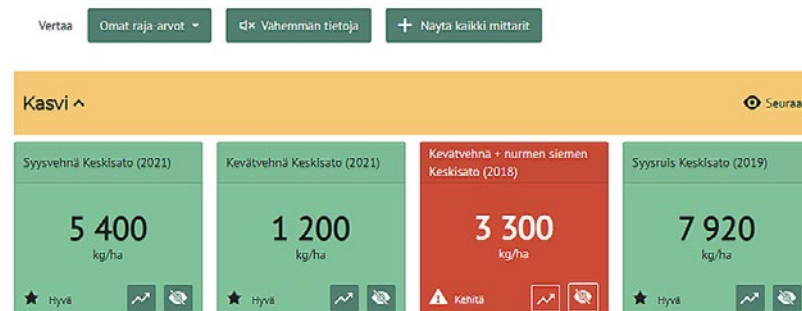 Vertaa
Omat raja-arvot
Vähemmän tietoja
Näytä kaikki mittarit
Kasvi
Seuraa
Syysvehnä Keskisato (2021)
5 400
kg/ha
Hyvä
Kevätvehnä Keskisato (2021)
1 200
kg/ha
Hyvä
Kevätvehnä + nurmen siemen
Keskisato (2018)
3 300
kg/ha
Kehitä
Syysruis Keskisato (2019)
7 920
kg/ha
Hyvä